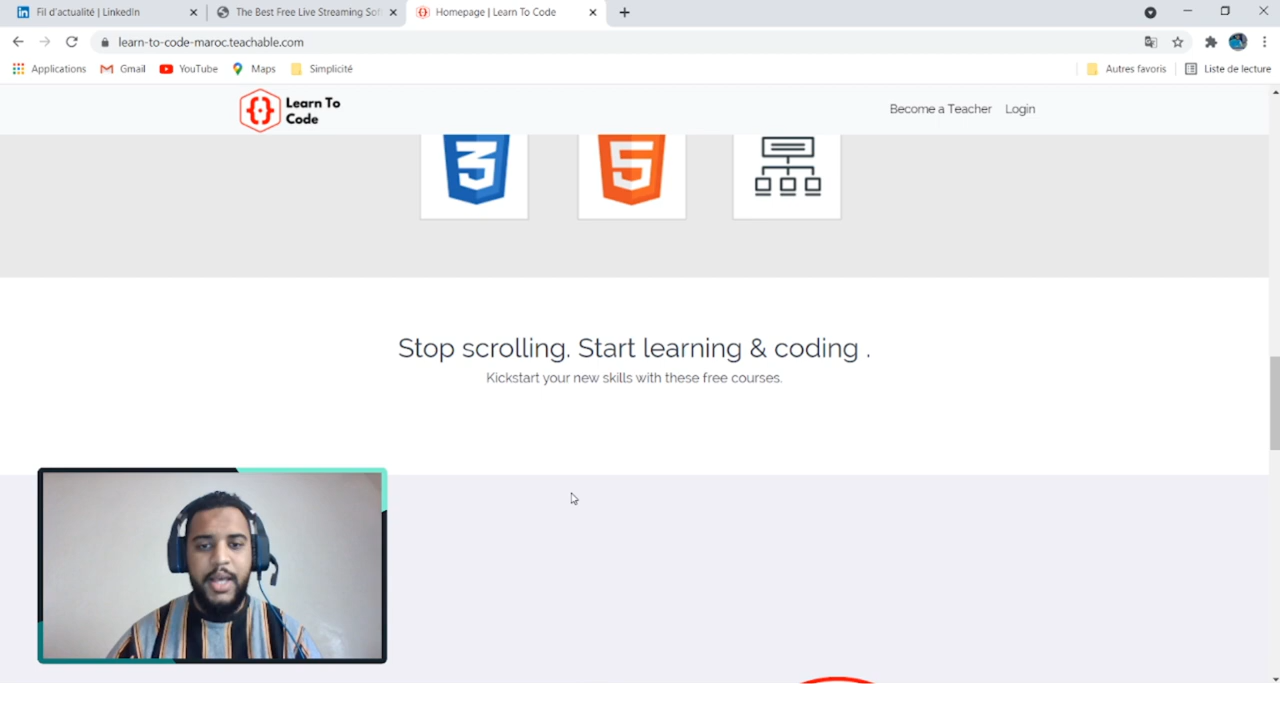 Fil d'actualité | LinkedIn
The Best Free Live Streaming Sof
Homepage | Learn To Code
learn-to-code-maroc.teachable.com
Applications
Gmail
YouTube
Maps
Simplicité
Autres favoris
Liste de lecture
Learn To
Code
Become a Teacher
Login
3
5
Stop scrolling. Start learning & coding .
Kickstart your new skills with these free courses.